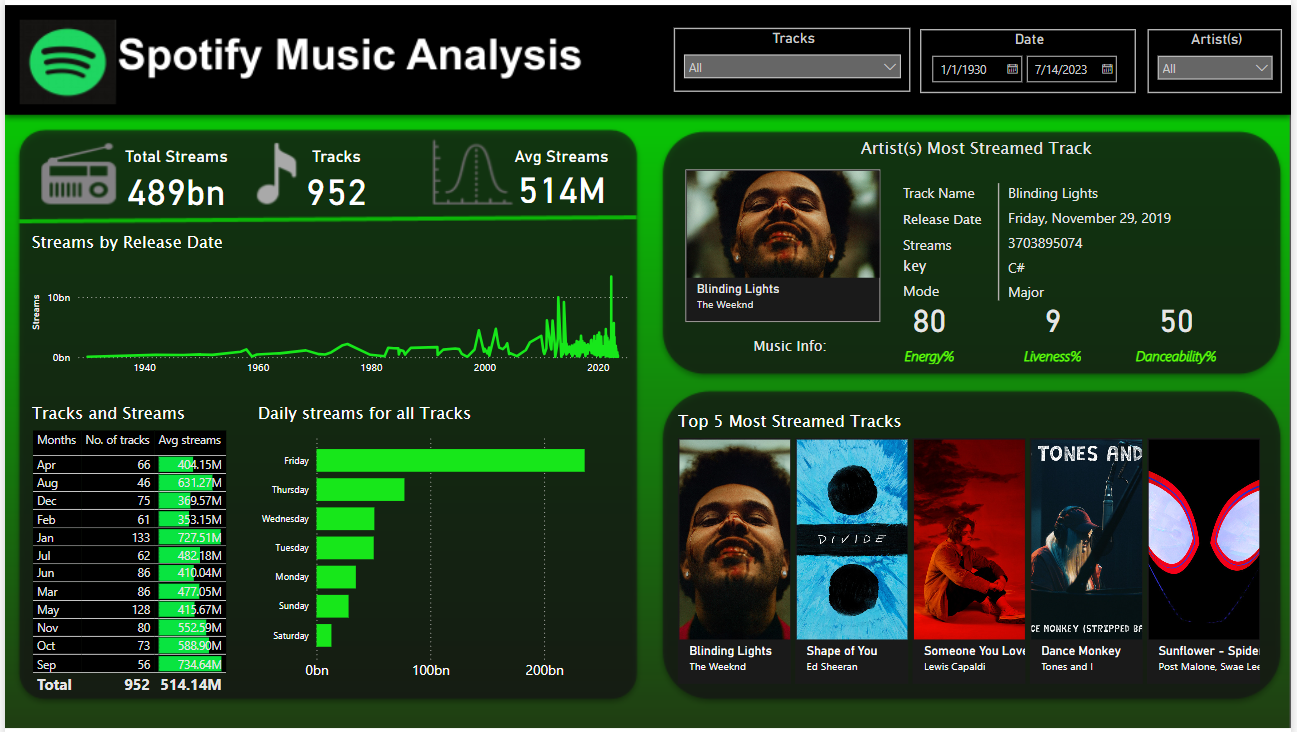 Spotify Music Analysis
Tracks
All
Date
1/1/1930 7/14/2023
Artist(s)
All
Total Streams
489bn
Tracks
952
Avg Streams
514M
Streams by Release Date
Streams
10bn
0bn
1940 1960 1980 2000 2020
Tracks and Streams
Months No. of tracks Avg streams
Apr 66 404.15M
Aug 46 631.27M
Dec 75 369.57M
Feb 61 353.15M
Jan 133 727.51M
Jul 62 482.18M
Jun 86 410.04M
Mar 86 477.05M
May 128 415.67M
Nov 80 552.59M
Oct 73 588.90M
Sep 56 734.64M
Total 952 514.14M
Daily streams for all Tracks
Friday
Thursday
Wednesday
Tuesday
Monday
Sunday
Saturday
0bn 100bn 200bn
Artist(s) Most Streamed Track
Blinding Lights
The Weeknd
Track Name Blinding Lights
Release Date Friday, November 29, 2019
Streams 3703895074
key C#
Mode Major
Music Info:
80 9 50
Energy% Liveness% Danceability%
Top 5 Most Streamed Tracks
DIVIDE
TONES AND
CE MONKEY (STRIPPED BA
Blinding Lights
The Weeknd
Shape of You
Ed Sheeran
Someone You Love
Lewis Capaldi
Dance Monkey
Tones and I
Sunflower - Spider
Post Malone, Swae Lee